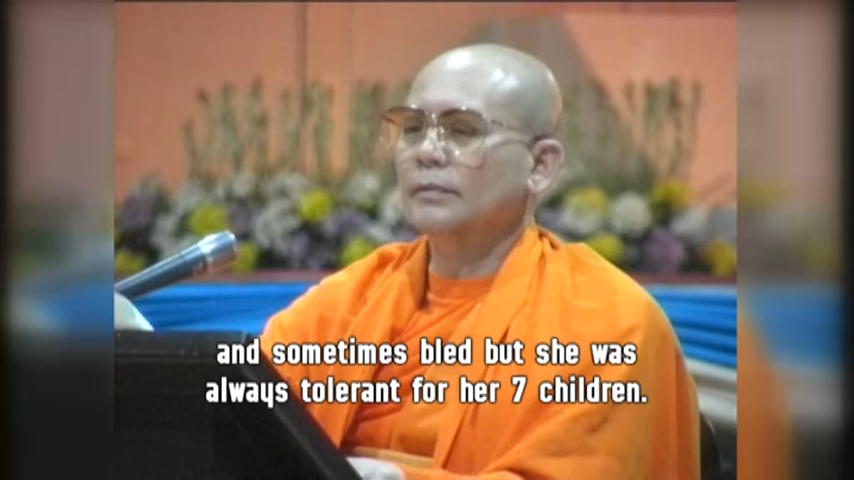 and sometimes bled but she was
always tolerant for her 7 children.